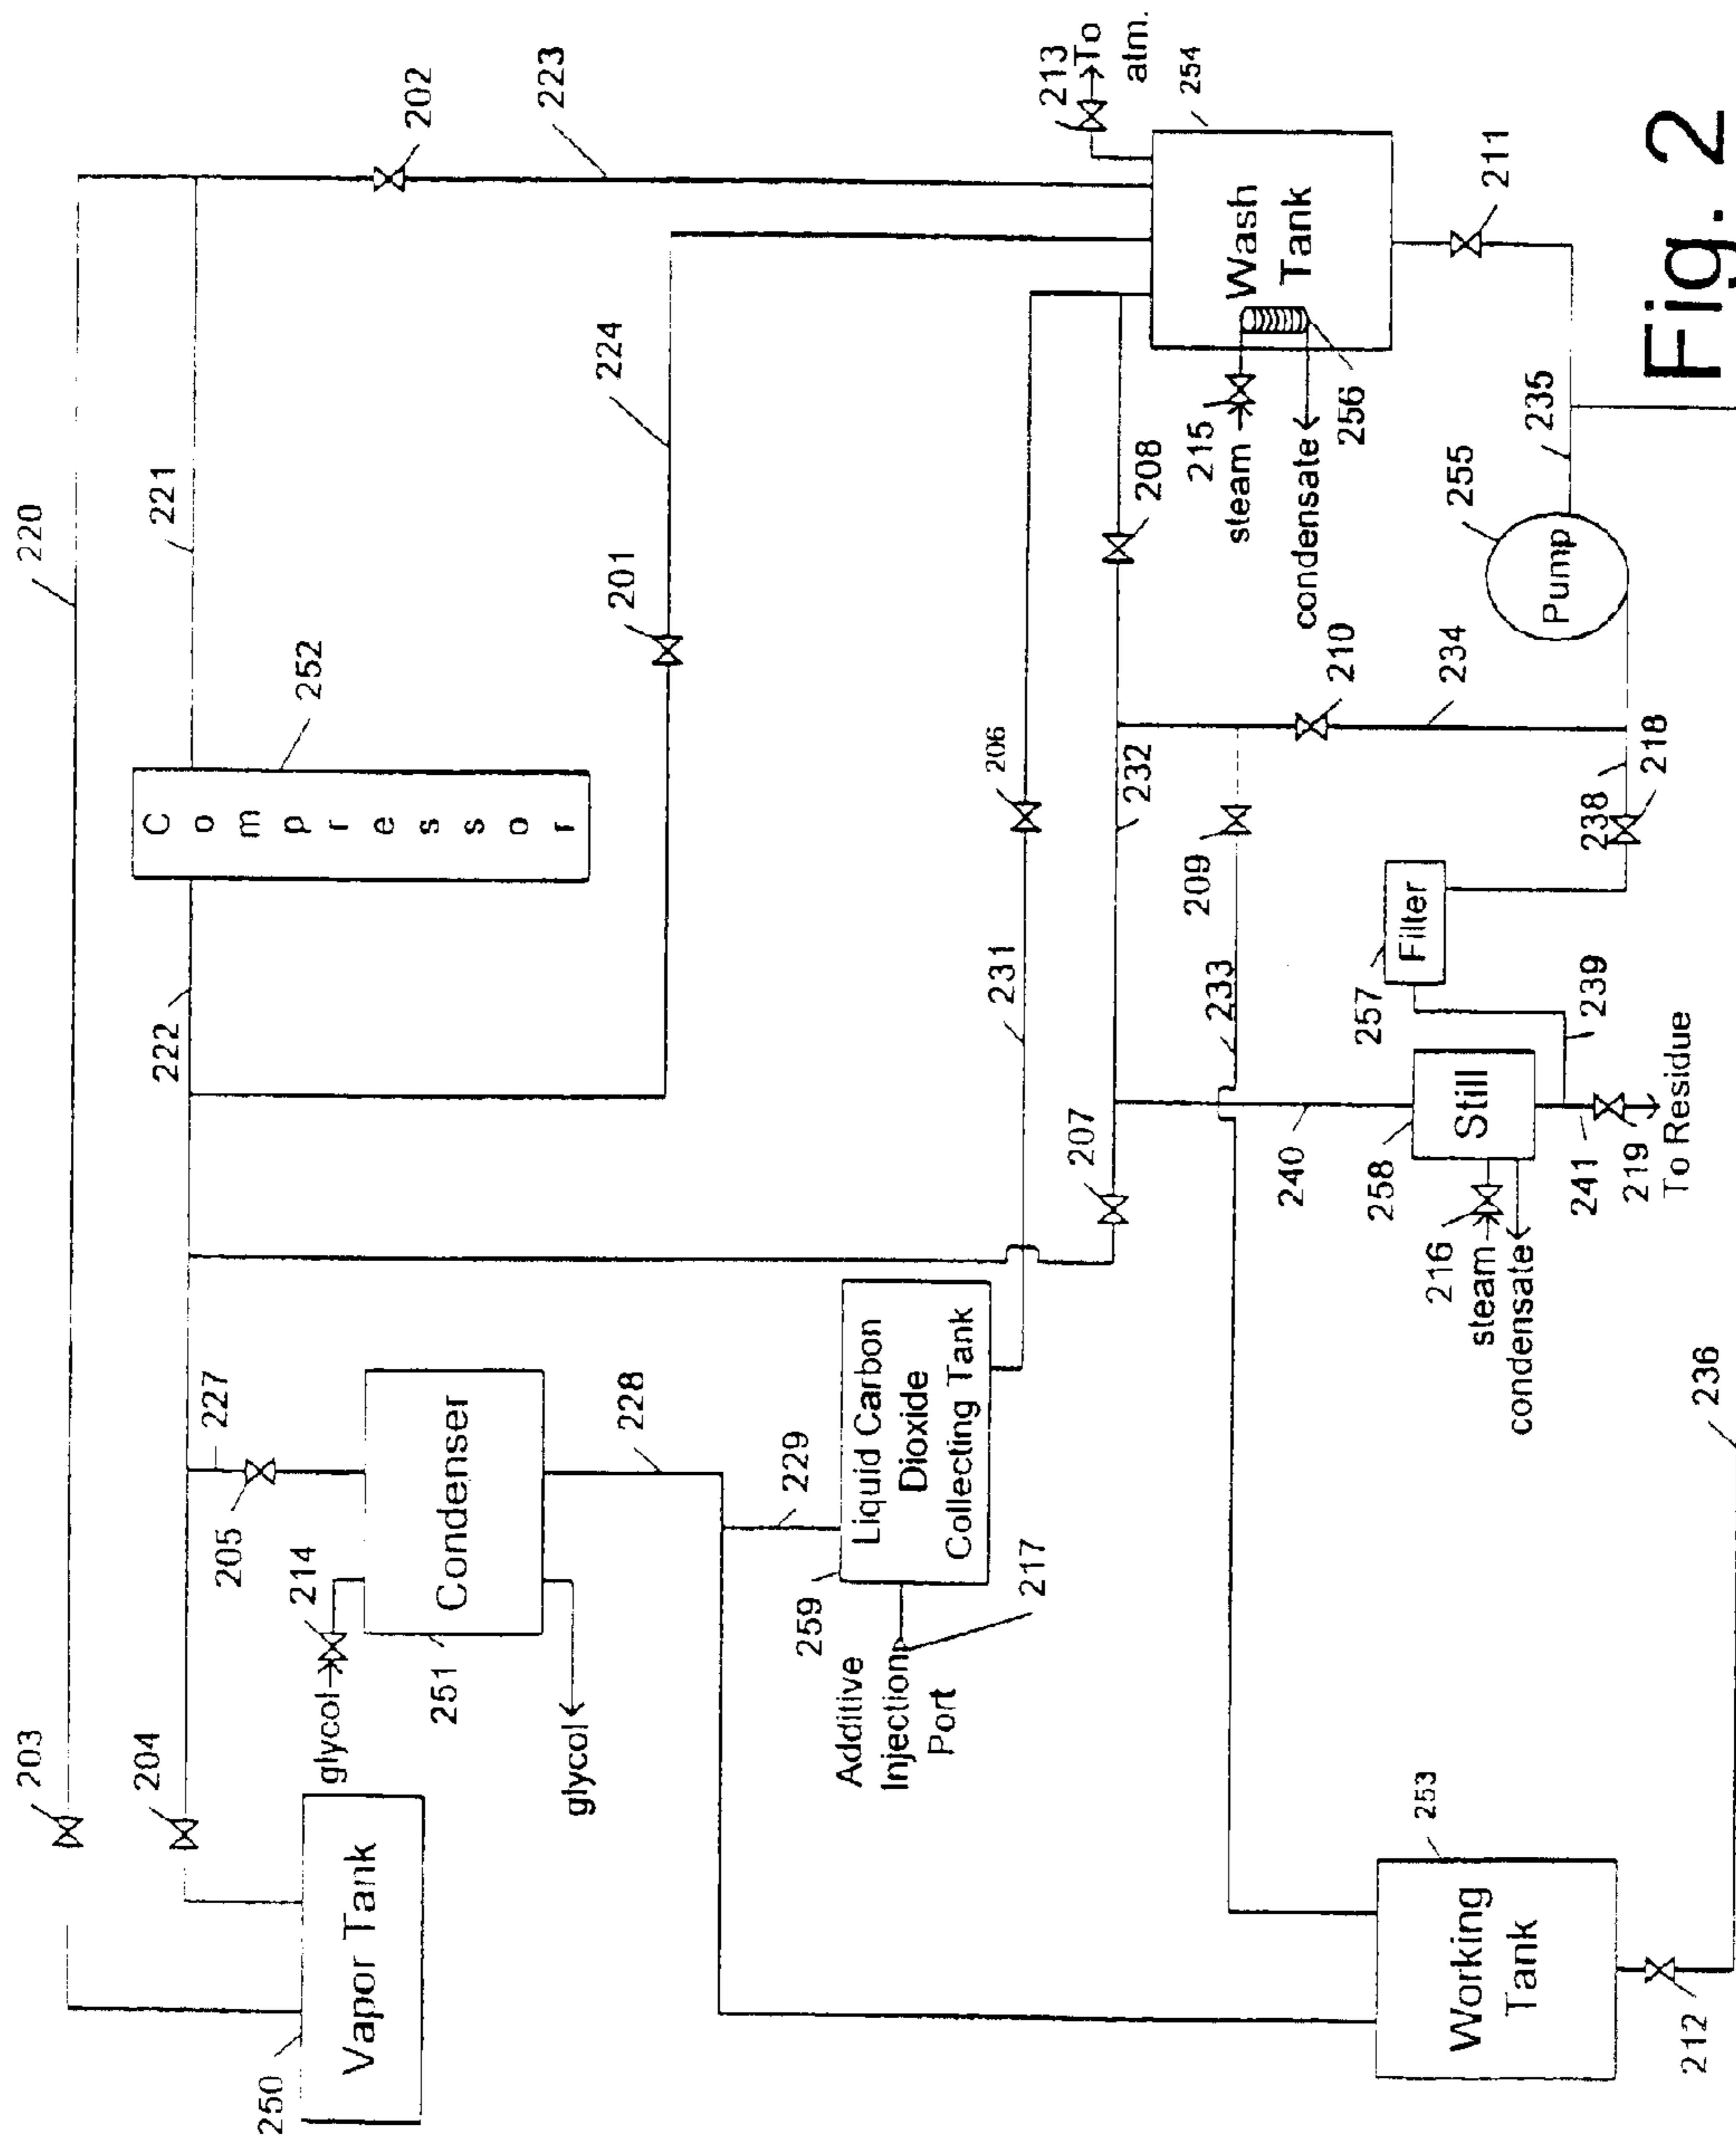 220
203
221
202
223
204
222
252
Compressor
250
Vapor Tank
227
205
214
glycol
251
Condenser
glycol
228
229
201
224
213
To
atm.
254
259
Liquid Carbon
Dioxide
Collecting Tank
Additive
Injection
Port
217
231
206
207
232
208
Wash
Tank
215
steam
condensate
256
211
233
209
210
234
240
257
Filter
238
218
255
Pump
235
258
Still
239
216
steam
condensate
241
219
To Residue
253
Working
Tank
212
236
Fig. 2